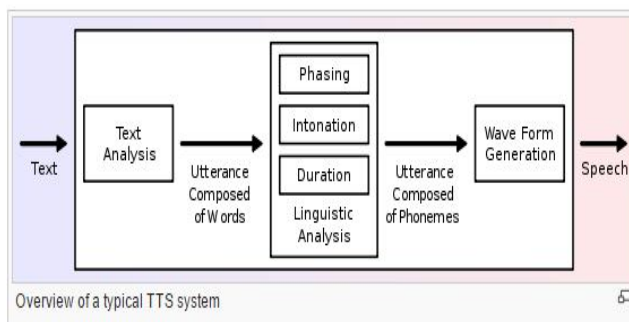 Text
Text
Analysis
Utterance
Composed
of Words
Phasing
Intonation
Duration
Linguistic
Analysis
Utterance
Composed
of Phonemes
Wave Form
Generation
Speech
Overview of a typical TTS system